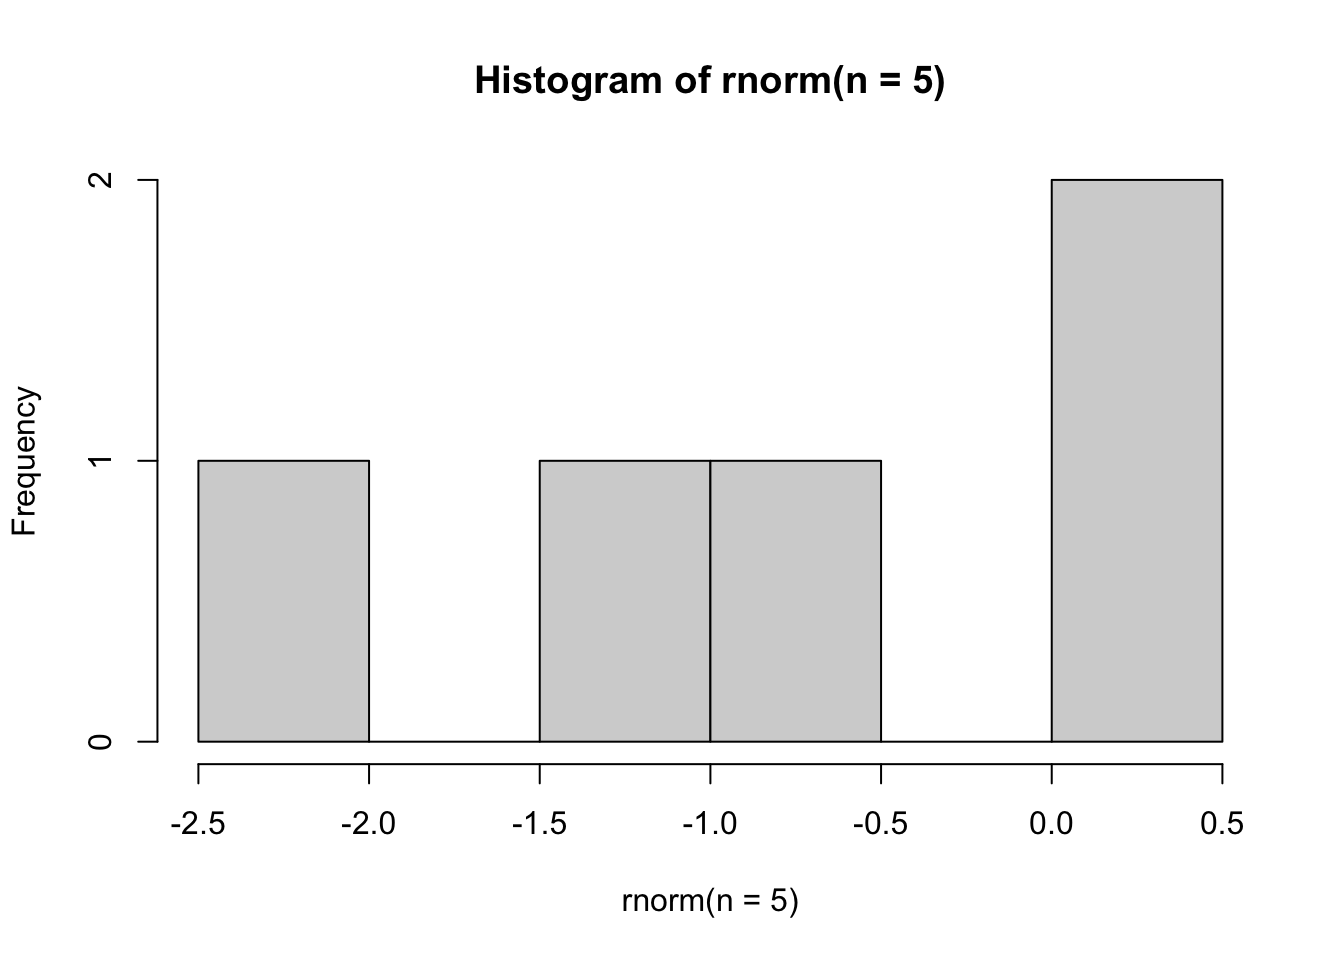 Histogram of rnorm(n = 5)
Frequency
2
1
0
-2.5 -2.0 -1.5 -1.0 -0.5 0.0 0.5
rnorm(n = 5)